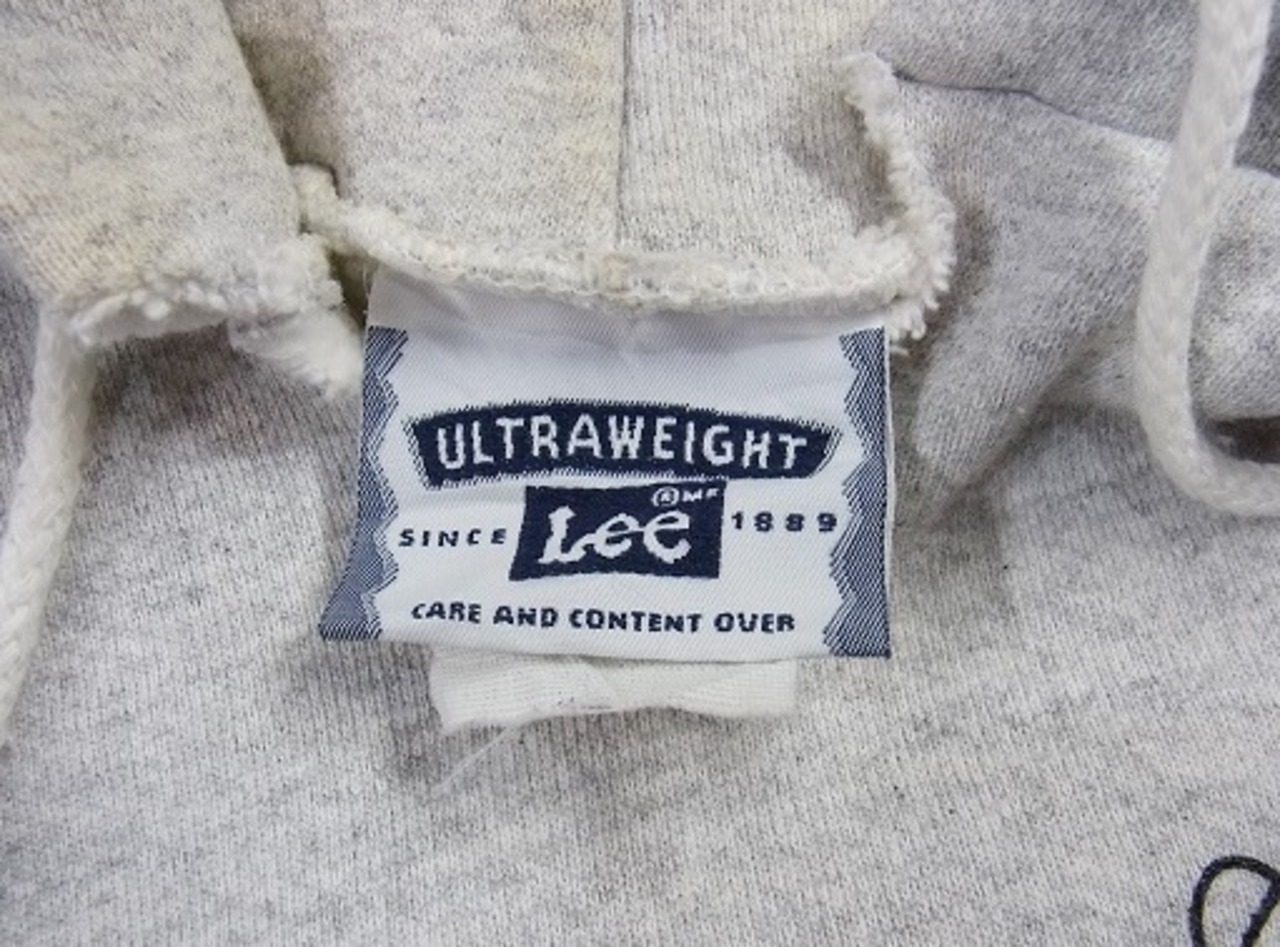 ULTRAWEIGHT
SINCE Lee ® MR 1889
CARE AND CONTENT OVER